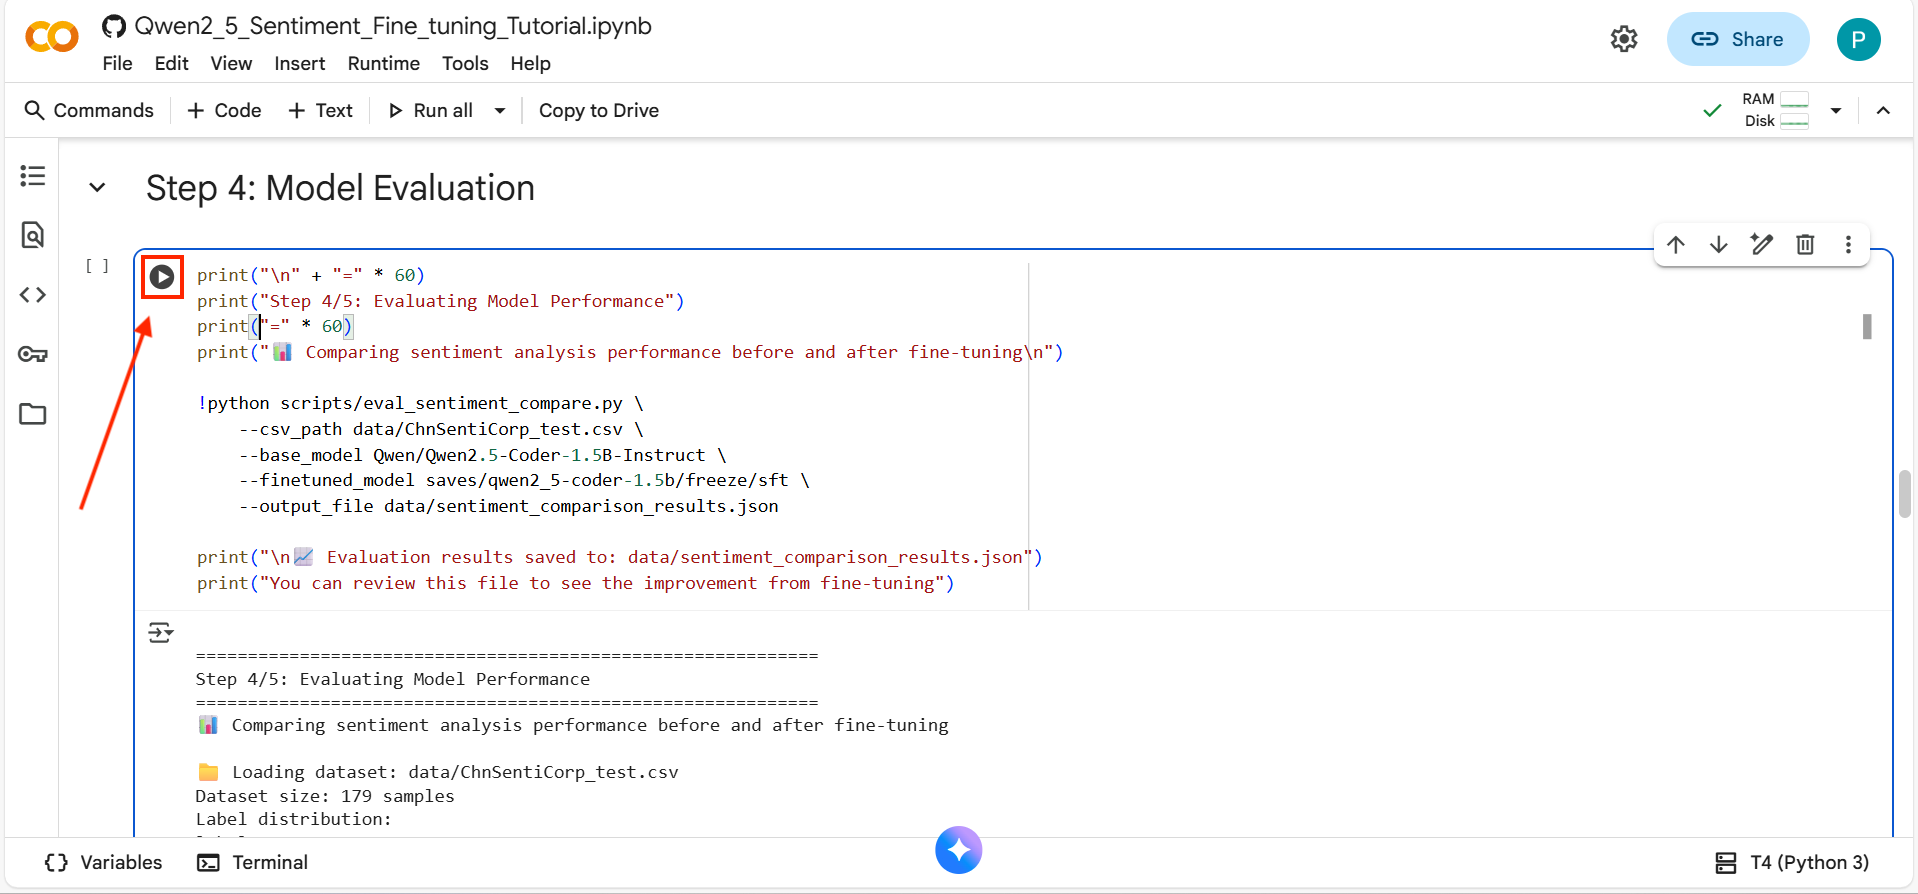 Qwen2_5_Sentiment_Fine_tuning_Tutorial.ipynb
File Edit View Insert Runtime Tools Help
Share
P
Commands + Code + Text Run all Copy to Drive
RAM
Disk
Step 4: Model Evaluation
[ ]
print("\n" + "=" * 60)
print("Step 4/5: Evaluating Model Performance")
print("=" * 60)
print("📊 Comparing sentiment analysis performance before and after fine-tuning\n")
!python scripts/eval_sentiment_compare.py \
--csv_path data/ChnSentiCorp_test.csv \
--base_model Qwen/Qwen2.5-Coder-1.5B-Instruct \
--finetuned_model saves/qwen2_5-coder-1.5b/freeze/sft \
--output_file data/sentiment_comparison_results.json
print("\n📈 Evaluation results saved to: data/sentiment_comparison_results.json")
print("You can review this file to see the improvement from fine-tuning")
============================================================
Step 4/5: Evaluating Model Performance
============================================================
📊 Comparing sentiment analysis performance before and after fine-tuning
📁 Loading dataset: data/ChnSentiCorp_test.csv
Dataset size: 179 samples
Label distribution:
Variables Terminal
T4 (Python 3)